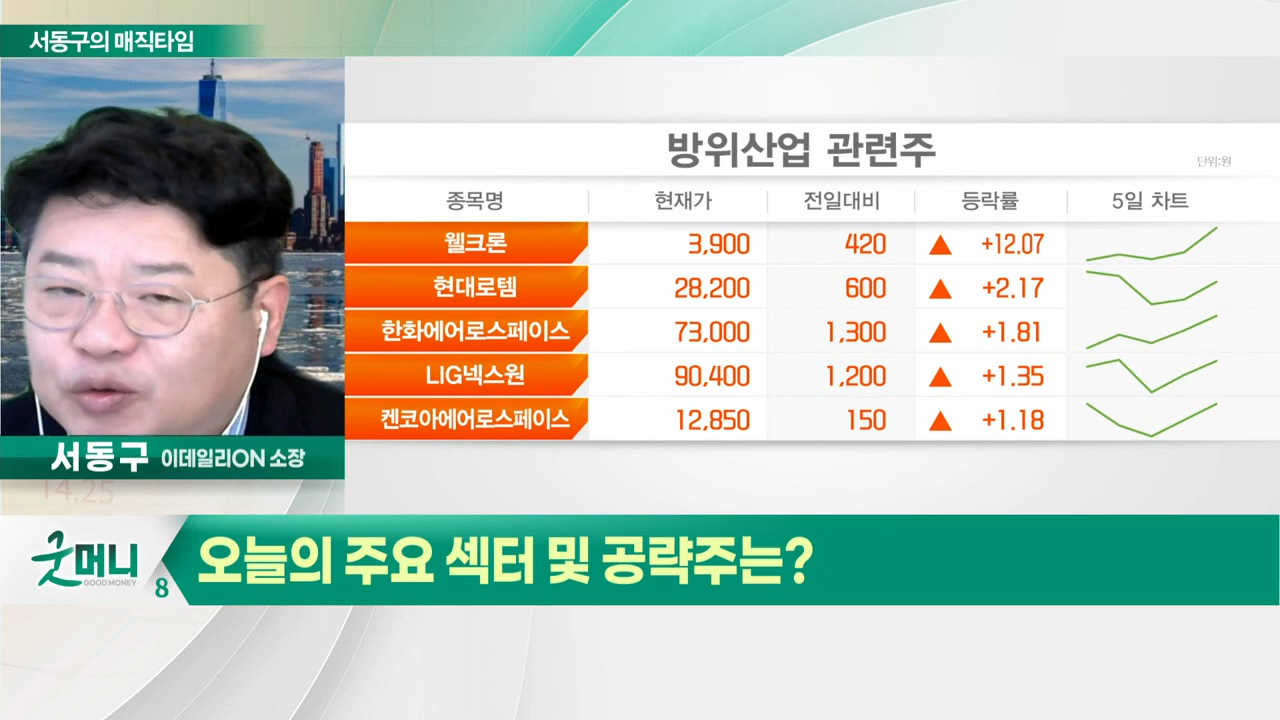 서동구의 매직타임
방위산업 관련주
단위:원
종목명 현재가 전일대비 등락률 5일 차트
웰크론 3,900 420 ▲ +12.07
현대로템 28,200 600 ▲ +2.17
한화에어로스페이스 73,000 1,300 ▲ +1.81
LIG넥스원 90,400 1,200 ▲ +1.35
켄코아에어로스페이스 12,850 150 ▲ +1.18
서동구 이데일리ON 소장
14.25
굿머니
GOOD MONEY
8
오늘의 주요 섹터 및 공략주는?